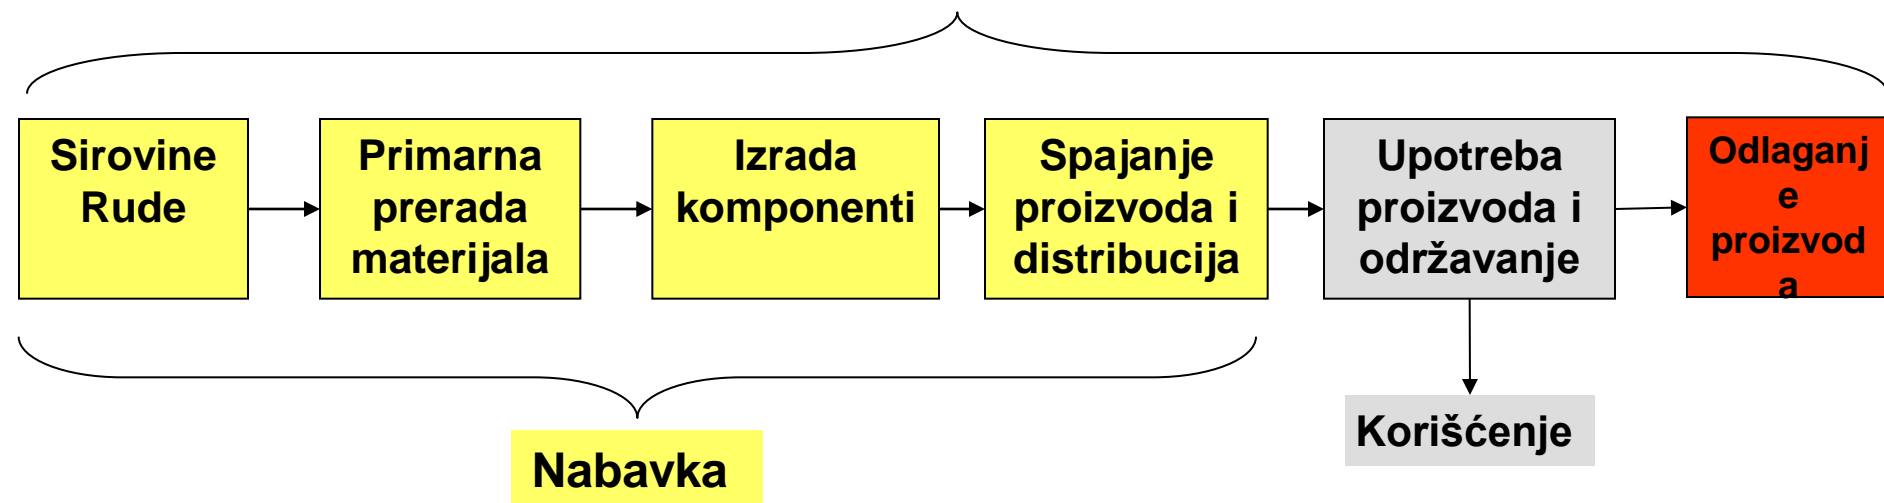 Sirovine
Rude
Primarna
prerada
materijala
Izrada
komponenti
Spajanje
proizvoda i
distribucija
Upotreba
proizvoda i
održavanje
Odlaganj
e
proizvod
a
Nabavka
Korišćenje